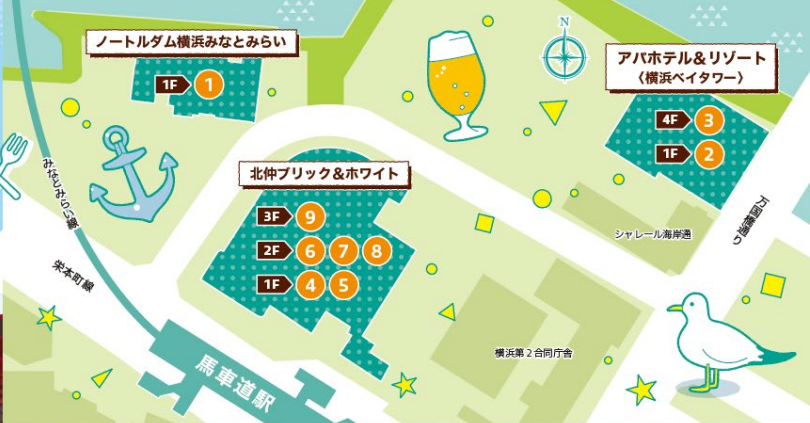 ノートルダム横浜みなとみらい
1F 1
N
アパホテル&リゾート
〈横浜ベイタワー〉
4F 3
1F 2
北仲ブリック&ホワイト
3F 9
2F 6 7 8
1F 4 5
みなとみらい線
栄本町線
馬車道駅
シャレール海岸通
万国橋通り
横浜第2合同庁舎